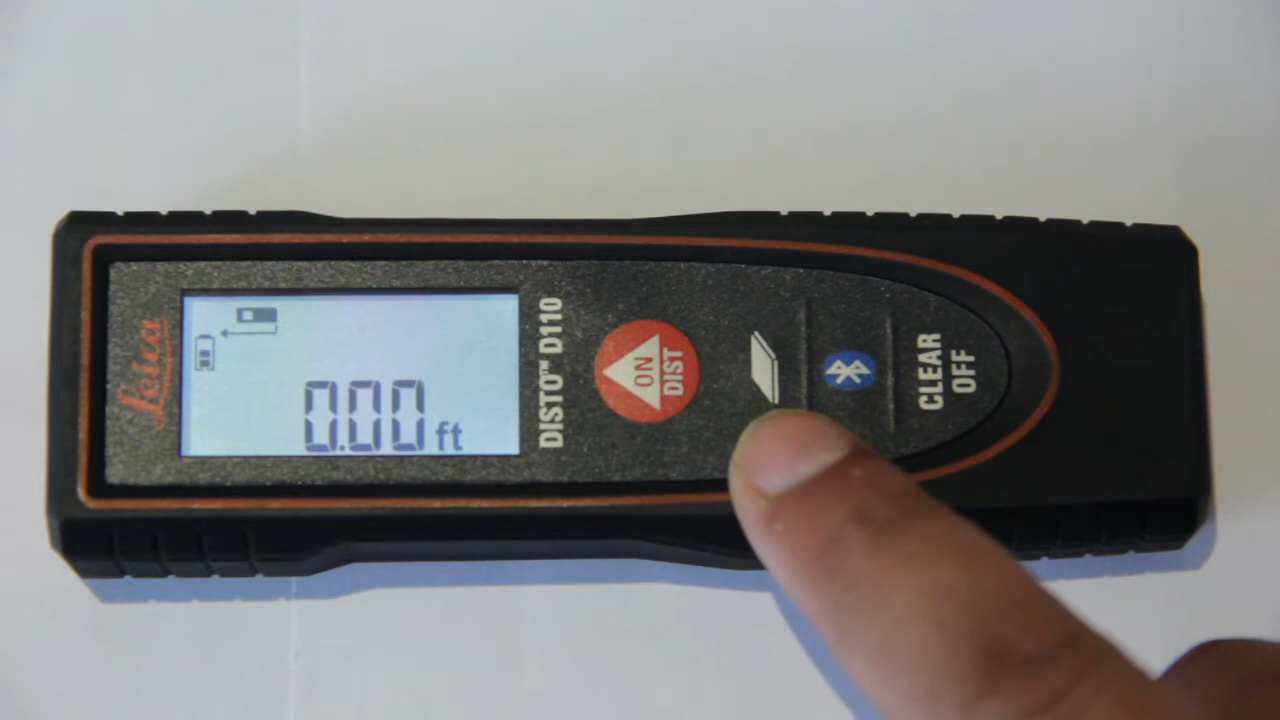 Leica
0.00 ft
DISTO™ D110
ON
DIST
CLEAR
OFF